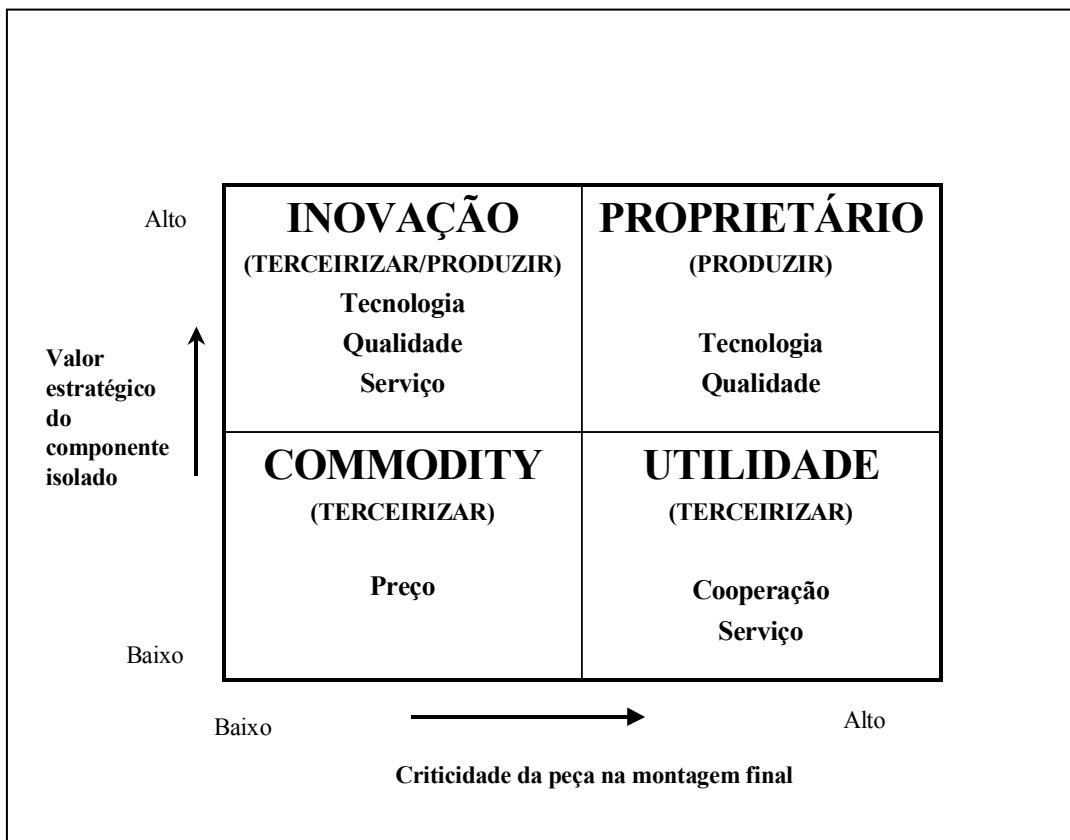 Alto
INOVAÇÃO
(TERCEIRIZAR/PRODUZIR)
Tecnologia
Qualidade
Serviço
PROPRIETÁRIO
(PRODUZIR)
Tecnologia
Qualidade
Valor
estratégico
do
componente
isolado
COMMODITY
(TERCEIRIZAR)
Preço
UTILIDADE
(TERCEIRIZAR)
Cooperação
Serviço
Baixo
Baixo
Alto
Criticidade da peça na montagem final